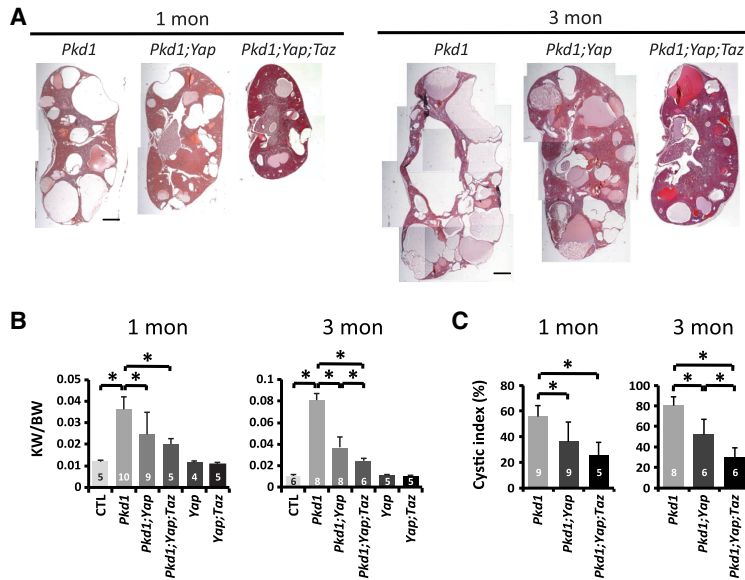 A
1 mon
3 mon
Pkd1 Pkd1;Yap Pkd1;Yap;Taz
Pkd1 Pkd1;Yap Pkd1;Yap;Taz
B
1 mon
3 mon
KW/BW
0.05
0.04
0.03
0.02
0.01
0
* * *
5 10 9 5 4 5
CTL Pkd1 Pkd1;Yap Pkd1;Yap;Taz Yap Yap;Taz
0.1
0.08
0.06
0.04
0.02
0
* * * *
6 8 8 6 5 5
CTL Pkd1 Pkd1;Yap Pkd1;Yap;Taz Yap Yap;Taz
C
1 mon
3 mon
Cystic index (%)
80
60
40
20
0
* *
9 9 5
Pkd1 Pkd1;Yap Pkd1;Yap;Taz
100
80
60
40
20
0
* * *
8 6 6
Pkd1 Pkd1;Yap Pkd1;Yap;Taz